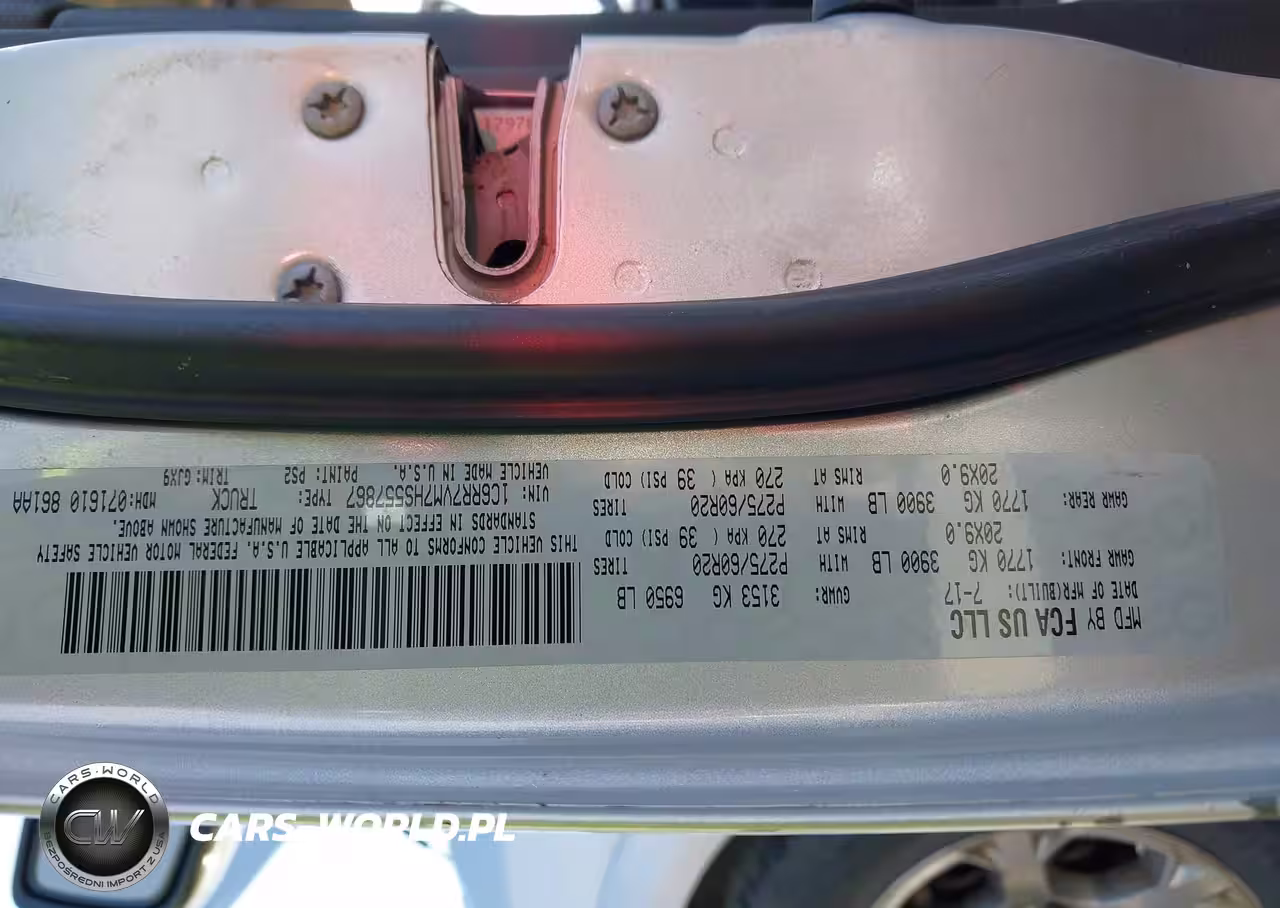 MFD BY FCA US LLC
DATE OF MFR(BUILT): 7-17 GVWR: 3153 KG 6950 LB
GAWR FRONT: 1770 KG 3900 LB WITH P275/60R20 TIRES
20X9.0 RIMS AT 270 KPA ( 39 PSI) COLD
GAWR REAR: 1770 KG 3900 LB WITH P275/60R20 TIRES
20X9.0 RIMS AT 270 KPA ( 39 PSI) COLD
THIS VEHICLE CONFORMS TO ALL APPLICABLE U.S.A. FEDERAL MOTOR VEHICLE SAFETY
STANDARDS IN EFFECT ON THE DATE OF MANUFACTURE SHOWN ABOVE.
VIN: 1C6RR7VM7HS557867 TYPE: TRUCK MDH:071610 861AA
VEHICLE MADE IN U.S.A. PAINT: PS2 TRIM: GJX9
CARS-WORLD
CW
BEZPOŚREDNI IMPORT Z USA
CARS-WORLD.PL